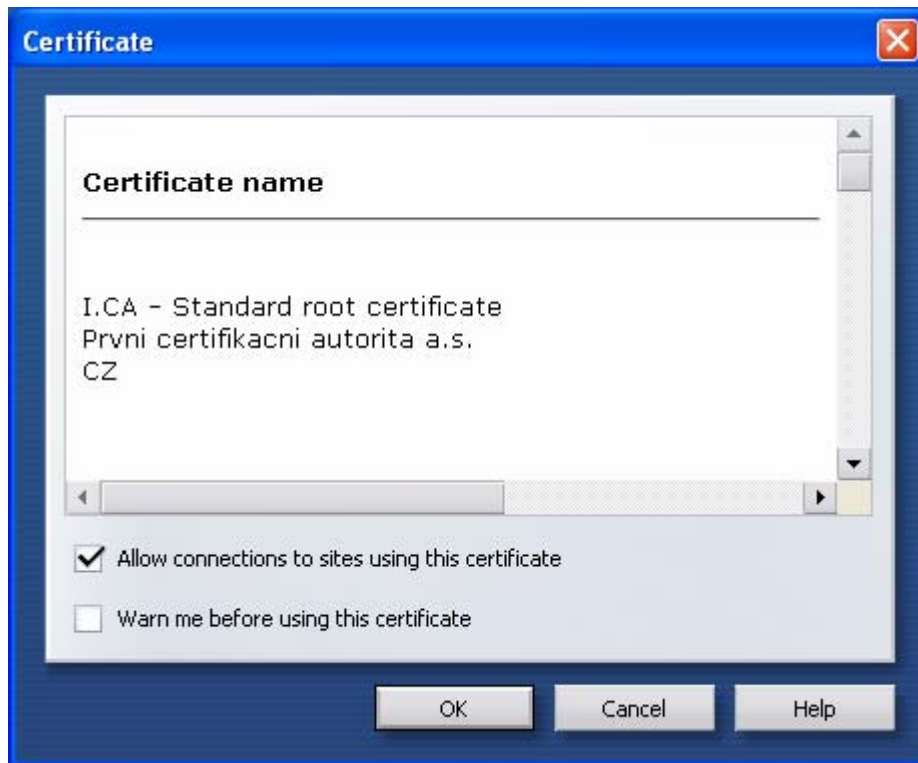 Certificate
Certificate name
I.CA – Standard root certificate
Prvni certifikacni autorita a.s.
CZ
Allow connections to sites using this certificate
Warn me before using this certificate
OK Cancel Help